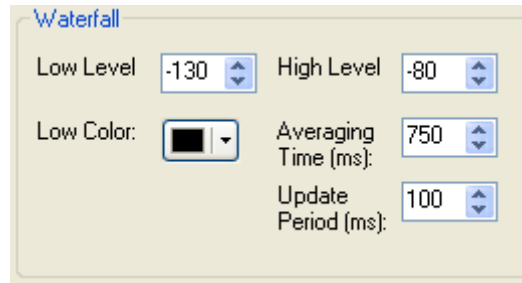 Waterfall
Low Level -130 High Level -80
Low Color: Averaging 750
Time (ms):
Update 100
Period (ms):